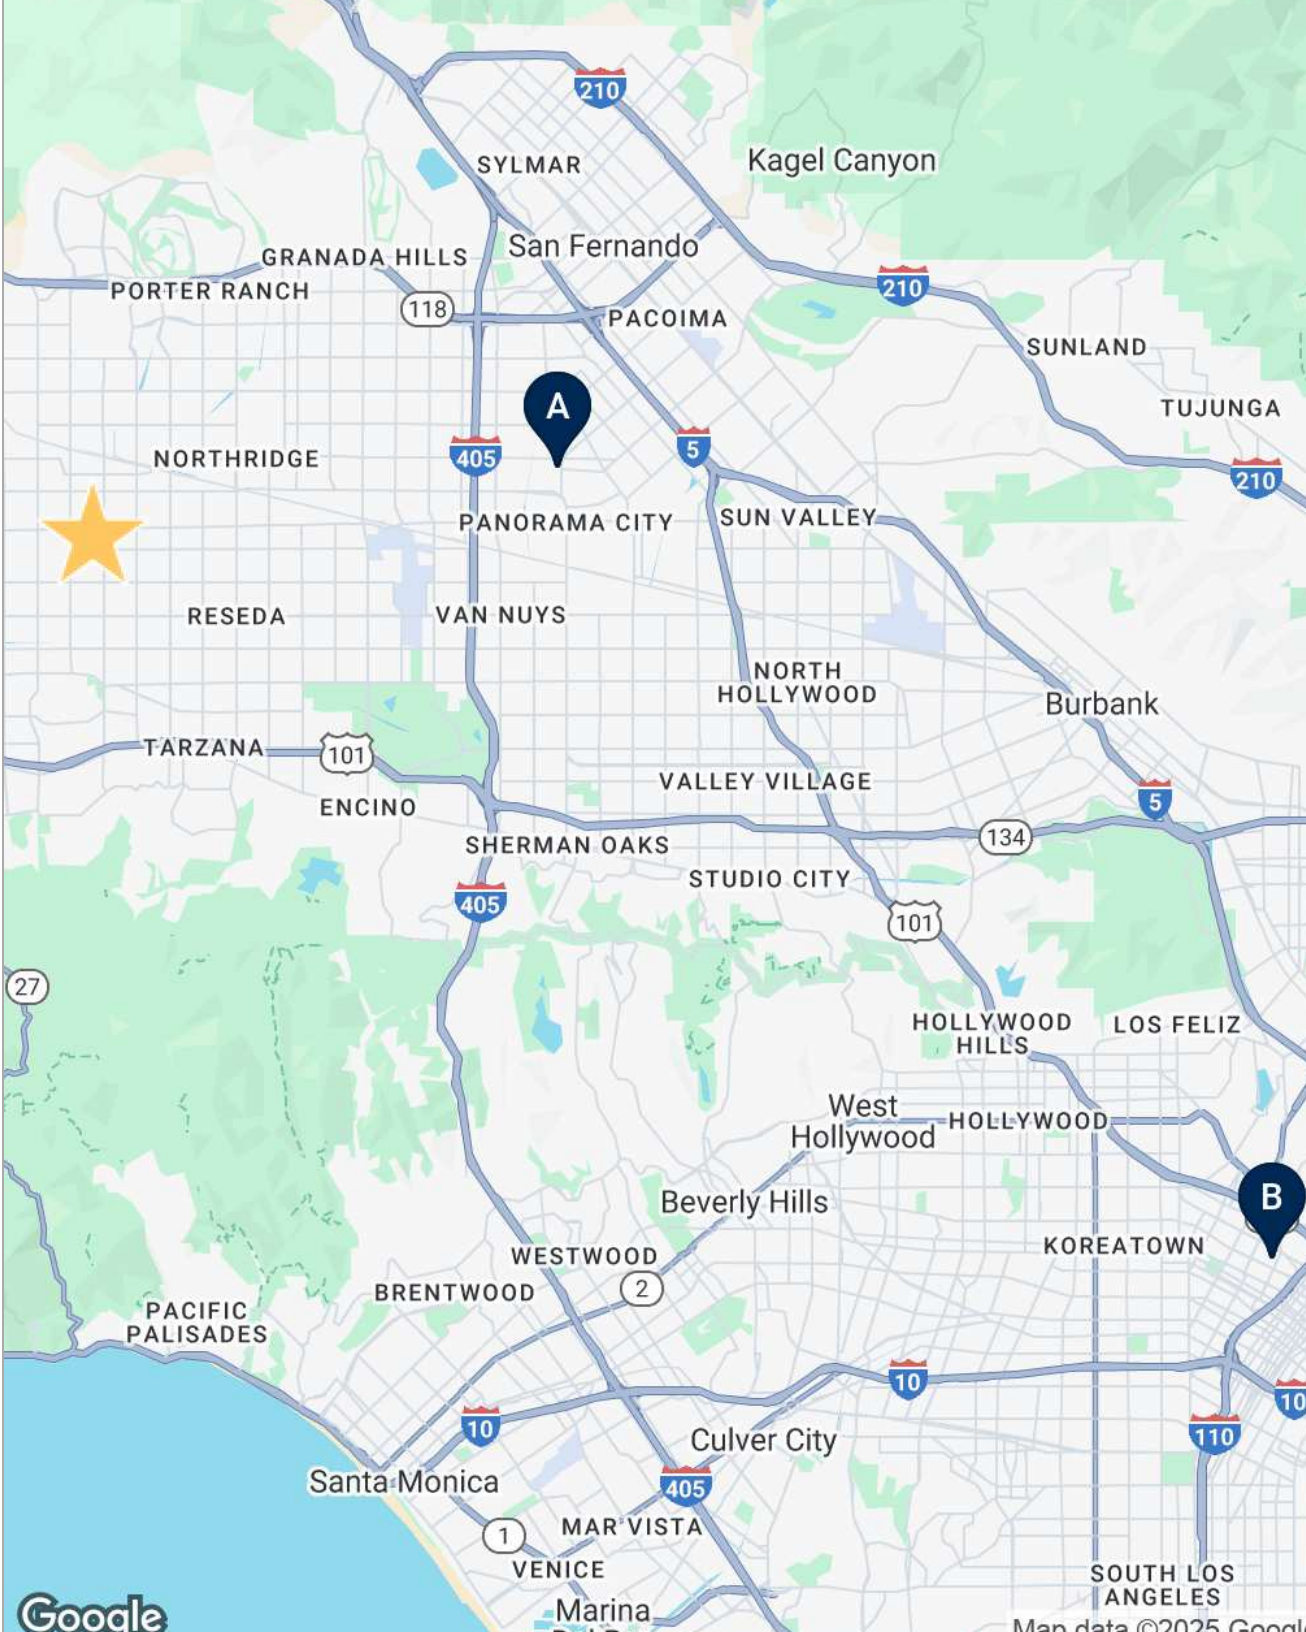 210
SYLMAR
Kagel Canyon
San Fernando
GRANADA HILLS
PORTER RANCH
210
118
PACOIMA
SUNLAND
A
TUJUNGA
5
405
NORTHRIDGE
210
PANORAMA CITY
SUN VALLEY
RESEDA
VAN NUYS
NORTH
HOLLYWOOD
Burbank
TARZANA
101
VALLEY VILLAGE
5
ENCINO
134
SHERMAN OAKS
STUDIO CITY
405
101
27
HOLLYWOOD
HILLS
LOS FELIZ
West
Hollywood
HOLLYWOOD
B
Beverly Hills
KOREATOWN
WESTWOOD
2
BRENTWOOD
PACIFIC
PALISADES
10
10
10
110
Culver City
Santa Monica
405
1
MAR VISTA
VENICE
SOUTH LOS
ANGELES
Marina
Google
Map data ©2025 Google